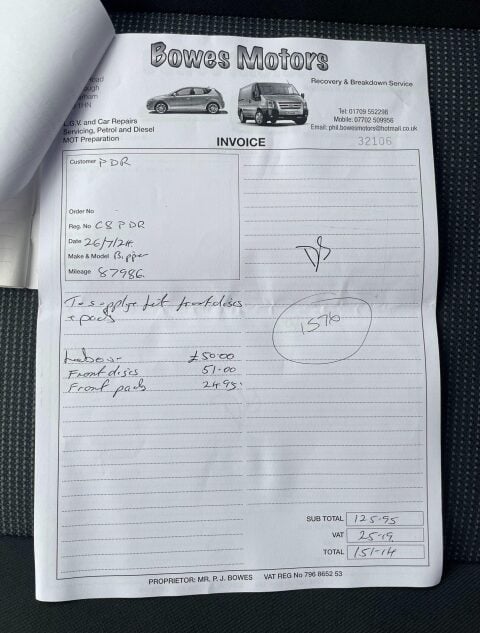 Bowes Motors
Recovery & Breakdown Service
Tel: 01709 552296
Mobile: 07702 509956
Email: phil.bowesmotors@hotmail.co.uk
L.G.V. and Car Repairs
Servicing, Petrol and Diesel
MOT Preparation
INVOICE
32106
Customer PDR
Order No -
Reg. No C8PDR
Date 26/7/24
Make & Model Bipper
Mileage 87986
To supply & fit front discs
& pads
1576
Labour £50.00
Front discs 51.00
Front pads 24.95
SUB TOTAL 125-95
VAT 25-19
TOTAL 151-14
PROPRIETOR: MR. P. J. BOWES VAT REG No 796 8652 53